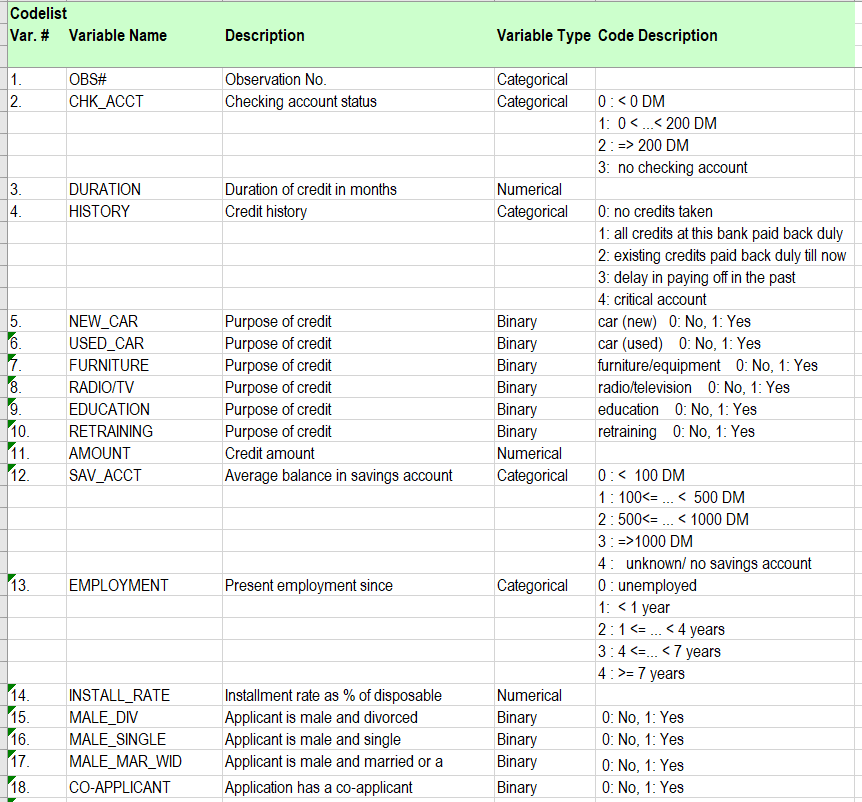 Codelist
Var. # Variable Name Description Variable Type Code Description
1. OBS# Observation No. Categorical
2. CHK_ACCT Checking account status Categorical 0 : < 0 DM
1: 0 < ...< 200 DM
2 : => 200 DM
3: no checking account
3. DURATION Duration of credit in months Numerical
4. HISTORY Credit history Categorical 0: no credits taken
1: all credits at this bank paid back duly
2: existing credits paid back duly till now
3: delay in paying off in the past
4: critical account
5. NEW_CAR Purpose of credit Binary car (new) 0: No, 1: Yes
6. USED_CAR Purpose of credit Binary car (used) 0: No, 1: Yes
7. FURNITURE Purpose of credit Binary furniture/equipment 0: No, 1: Yes
8. RADIO/TV Purpose of credit Binary radio/television 0: No, 1: Yes
9. EDUCATION Purpose of credit Binary education 0: No, 1: Yes
10. RETRAINING Purpose of credit Binary retraining 0: No, 1: Yes
11. AMOUNT Credit amount Numerical
12. SAV_ACCT Average balance in savings account Categorical 0 : < 100 DM
1 : 100<= ... < 500 DM
2 : 500<= ... < 1000 DM
3 : =>1000 DM
4 : unknown/ no savings account
13. EMPLOYMENT Present employment since Categorical 0 : unemployed
1: < 1 year
2 : 1 <= ... < 4 years
3 : 4 <=... < 7 years
4 : >= 7 years
14. INSTALL_RATE Installment rate as % of disposable Numerical
15. MALE_DIV Applicant is male and divorced Binary 0: No, 1: Yes
16. MALE_SINGLE Applicant is male and single Binary 0: No, 1: Yes
17. MALE_MAR_WID Applicant is male and married or a Binary 0: No, 1: Yes
18. CO-APPLICANT Application has a co-applicant Binary 0: No, 1: Yes